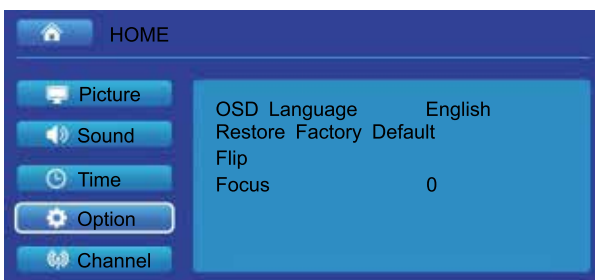 HOME
Picture
Sound
Time
Option
Channel
OSD Language English
Restore Factory Default
Flip
Focus 0